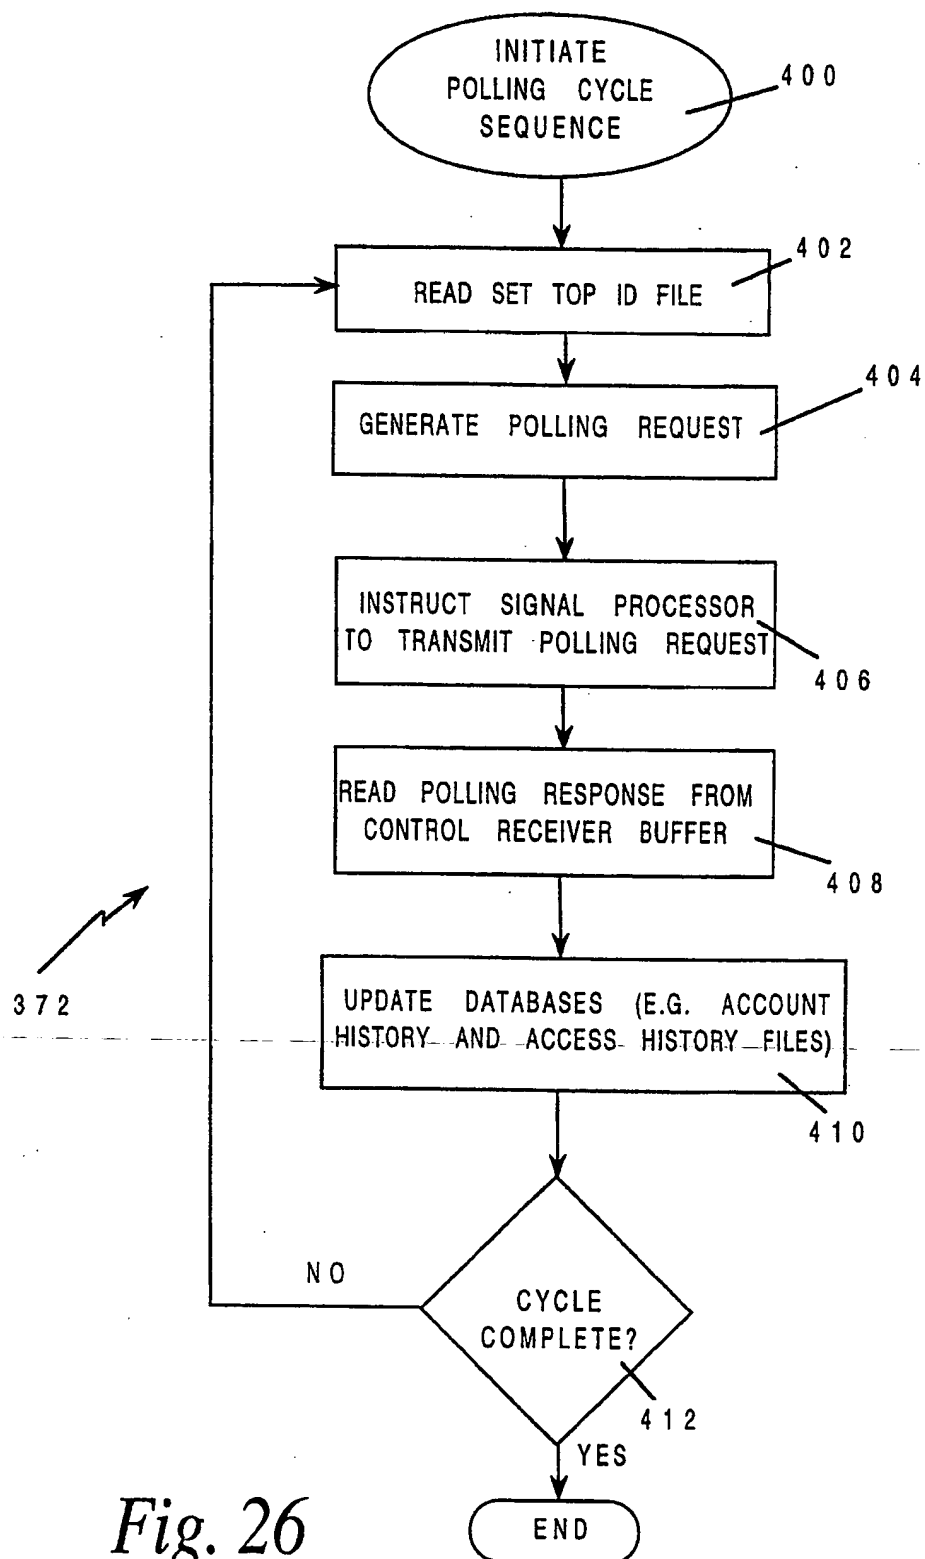 INITIATE
POLLING CYCLE
SEQUENCE
400
402
READ SET TOP ID FILE
404
GENERATE POLLING REQUEST
INSTRUCT SIGNAL PROCESSOR
TO TRANSMIT POLLING REQUEST
406
READ POLLING RESPONSE FROM
CONTROL RECEIVER BUFFER
408
372
UPDATE DATABASES (E.G. ACCOUNT
HISTORY AND ACCESS HISTORY FILES)
410
NO
CYCLE
COMPLETE?
412
YES
END
Fig. 26